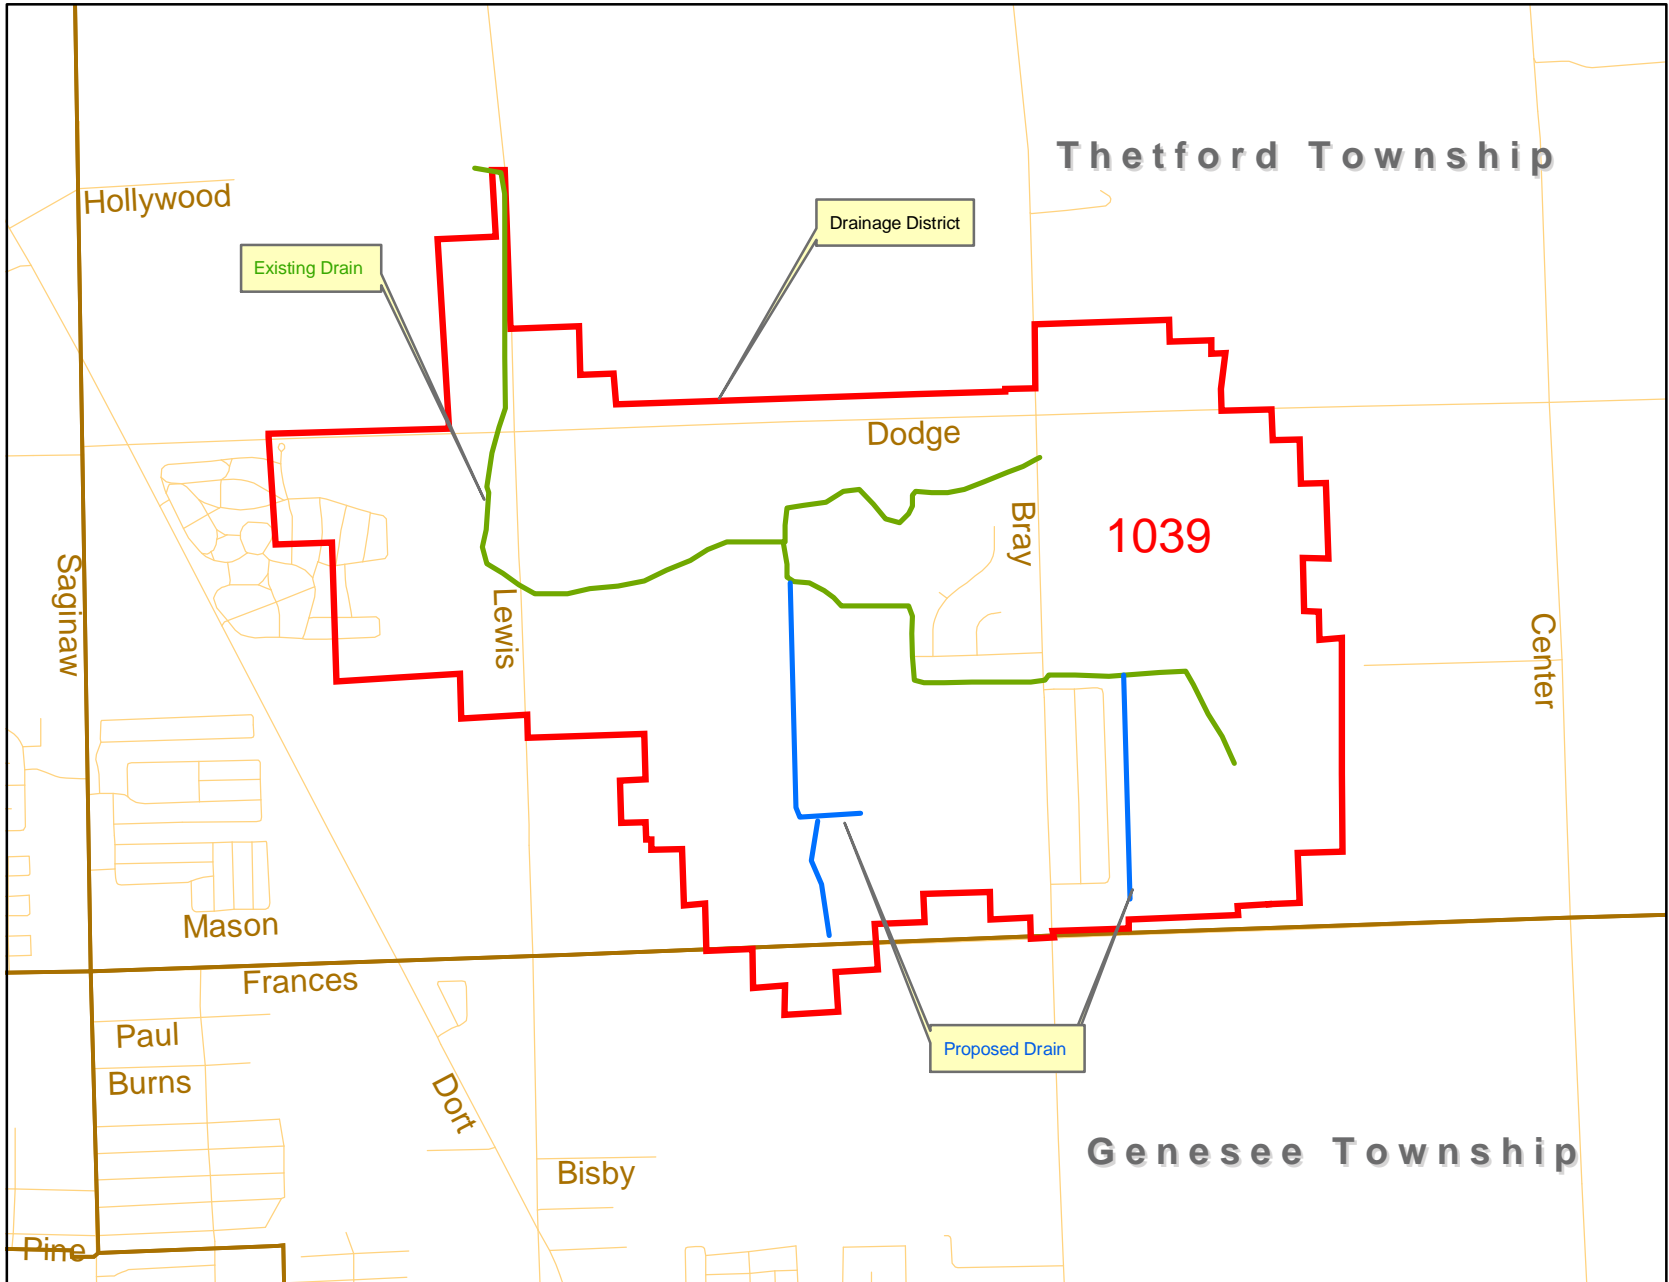 Thetford Township
Hollywood
Drainage District
Existing Drain
Dodge
Bray
1039
Saginaw
Lewis
Center
Mason
Frances
Paul
Proposed Drain
Burns
Dort
Genesee Township
Bisby
Pine